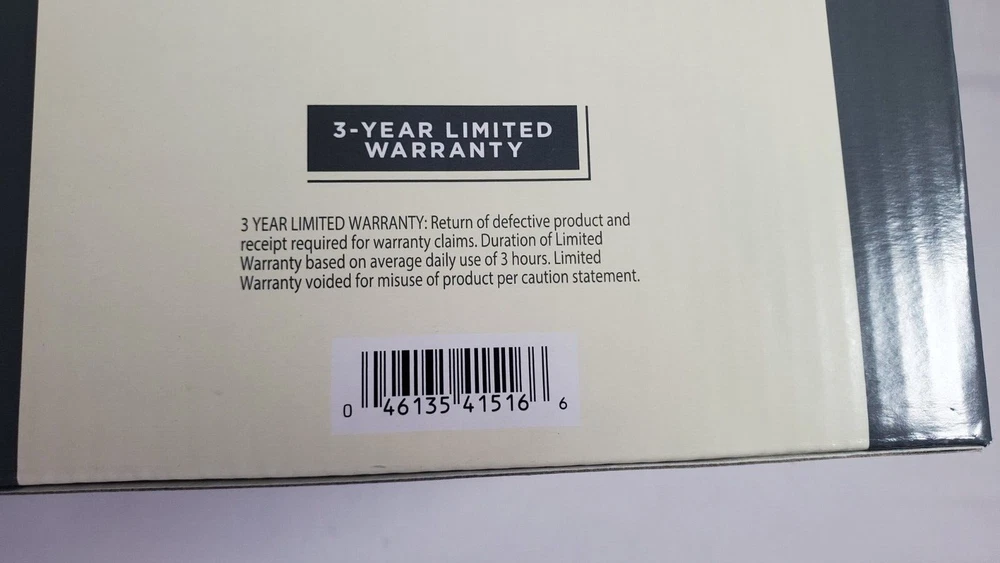 3-YEAR LIMITED
WARRANTY
3 YEAR LIMITED WARRANTY: Return of defective product and
receipt required for warranty claims. Duration of Limited
Warranty based on average daily use of 3 hours. Limited
Warranty voided for misuse of product per caution statement.
0 46135 41516 6